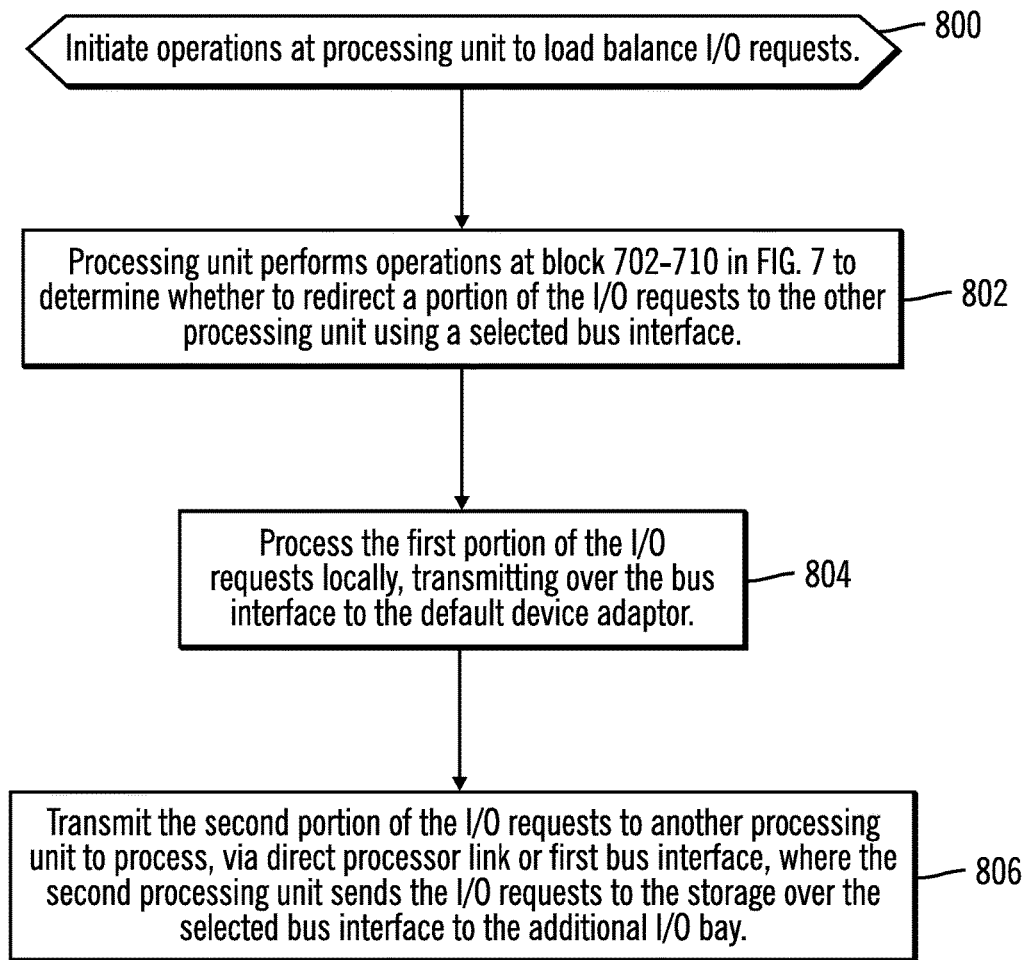 Initiate operations at processing unit to load balance I/O requests.
800
Processing unit performs operations at block 702-710 in FIG. 7 to
determine whether to redirect a portion of the I/O requests to the other
processing unit using a selected bus interface.
802
Process the first portion of the I/O
requests locally, transmitting over the bus
interface to the default device adaptor.
804
Transmit the second portion of the I/O requests to another processing
unit to process, via direct processor link or first bus interface, where the
second processing unit sends the I/O requests to the storage over the
selected bus interface to the additional I/O bay.
806